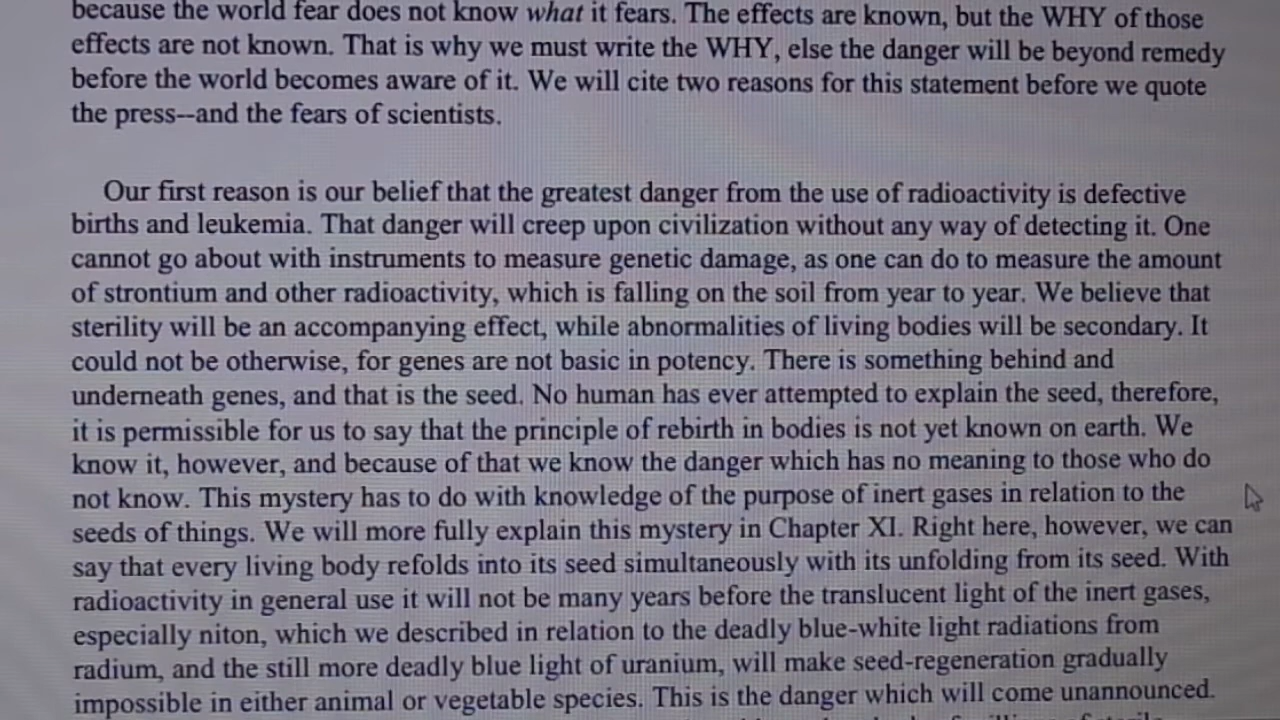 because the world fear does not know what it fears. The effects are known, but the WHY of those
effects are not known. That is why we must write the WHY, else the danger will be beyond remedy
before the world becomes aware of it. We will cite two reasons for this statement before we quote
the press--and the fears of scientists.
Our first reason is our belief that the greatest danger from the use of radioactivity is defective
births and leukemia. That danger will creep upon civilization without any way of detecting it. One
cannot go about with instruments to measure genetic damage, as one can do to measure the amount
of strontium and other radioactivity, which is falling on the soil from year to year. We believe that
sterility will be an accompanying effect, while abnormalities of living bodies will be secondary. It
could not be otherwise, for genes are not basic in potency. There is something behind and
underneath genes, and that is the seed. No human has ever attempted to explain the seed, therefore,
it is permissible for us to say that the principle of rebirth in bodies is not yet known on earth. We
know it, however, and because of that we know the danger which has no meaning to those who do
not know. This mystery has to do with knowledge of the purpose of inert gases in relation to the
seeds of things. We will more fully explain this mystery in Chapter XI. Right here, however, we can
say that every living body refolds into its seed simultaneously with its unfolding from its seed. With
radioactivity in general use it will not be many years before the translucent light of the inert gases,
especially niton, which we described in relation to the deadly blue-white light radiations from
radium, and the still more deadly blue light of uranium, will make seed-regeneration gradually
impossible in either animal or vegetable species. This is the danger which will come unannounced.